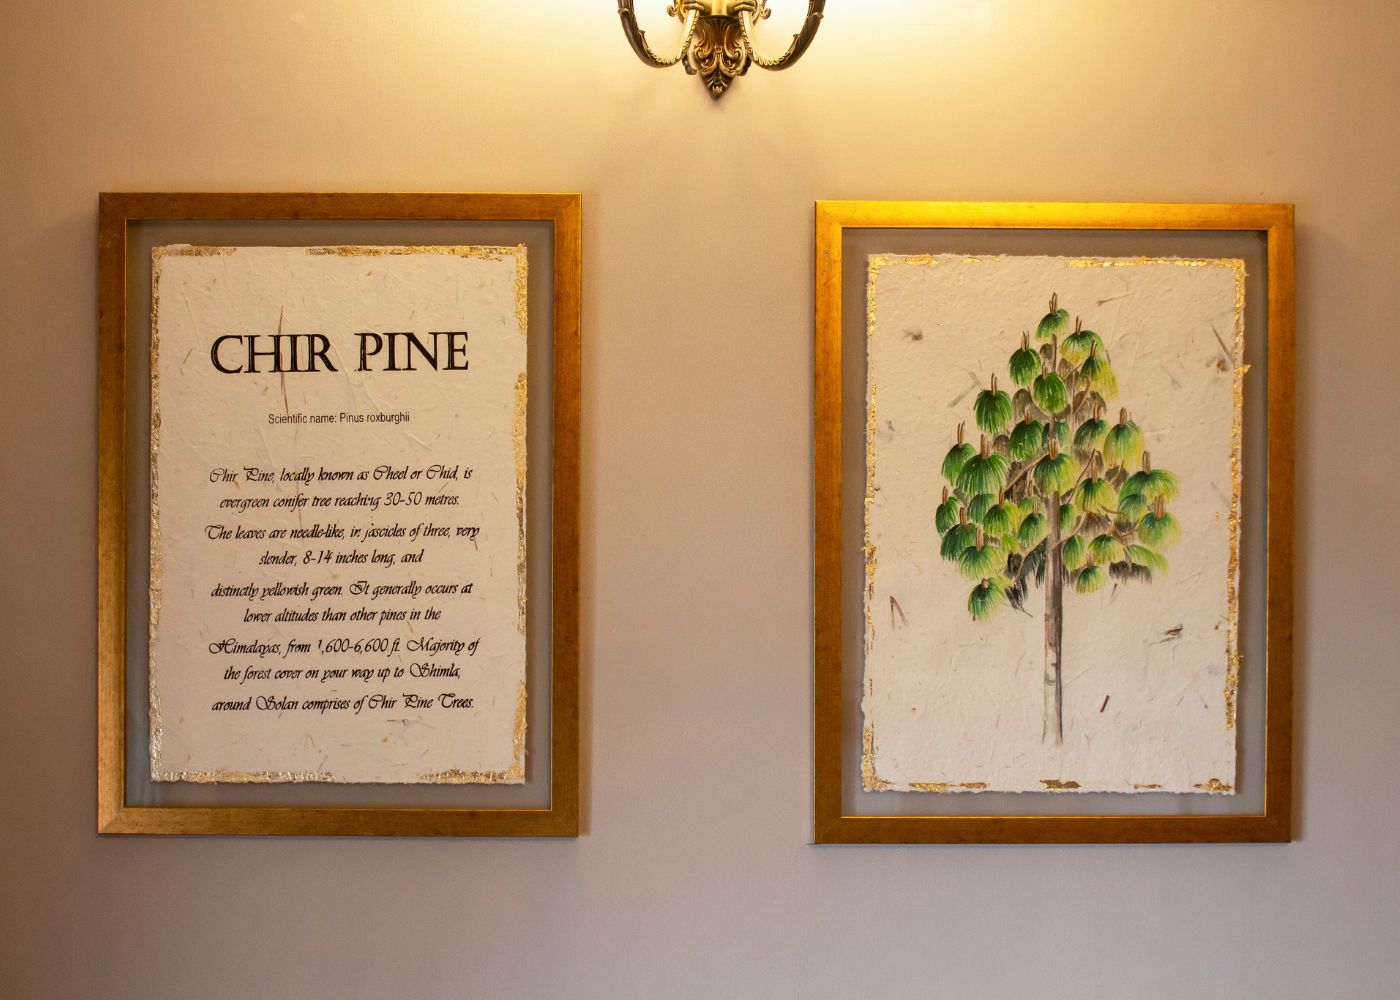 CHIR PINE
Scientific name: Pinus roxburghii
Chir Pine, locally known as Cheel or Chid, is
evergreen conifer tree reaching 30-50 metres.
The leaves are needle-like, in fascicles of three, very
slender, 8-14 inches long, and
distinctly yellowish green. It generally occurs at
lower altitudes than other pines in the
Himalayas, from 1,600-6,600 ft. Majority of
the forest cover on your way up to Shimla,
around Solan comprises of Chir Pine Trees.